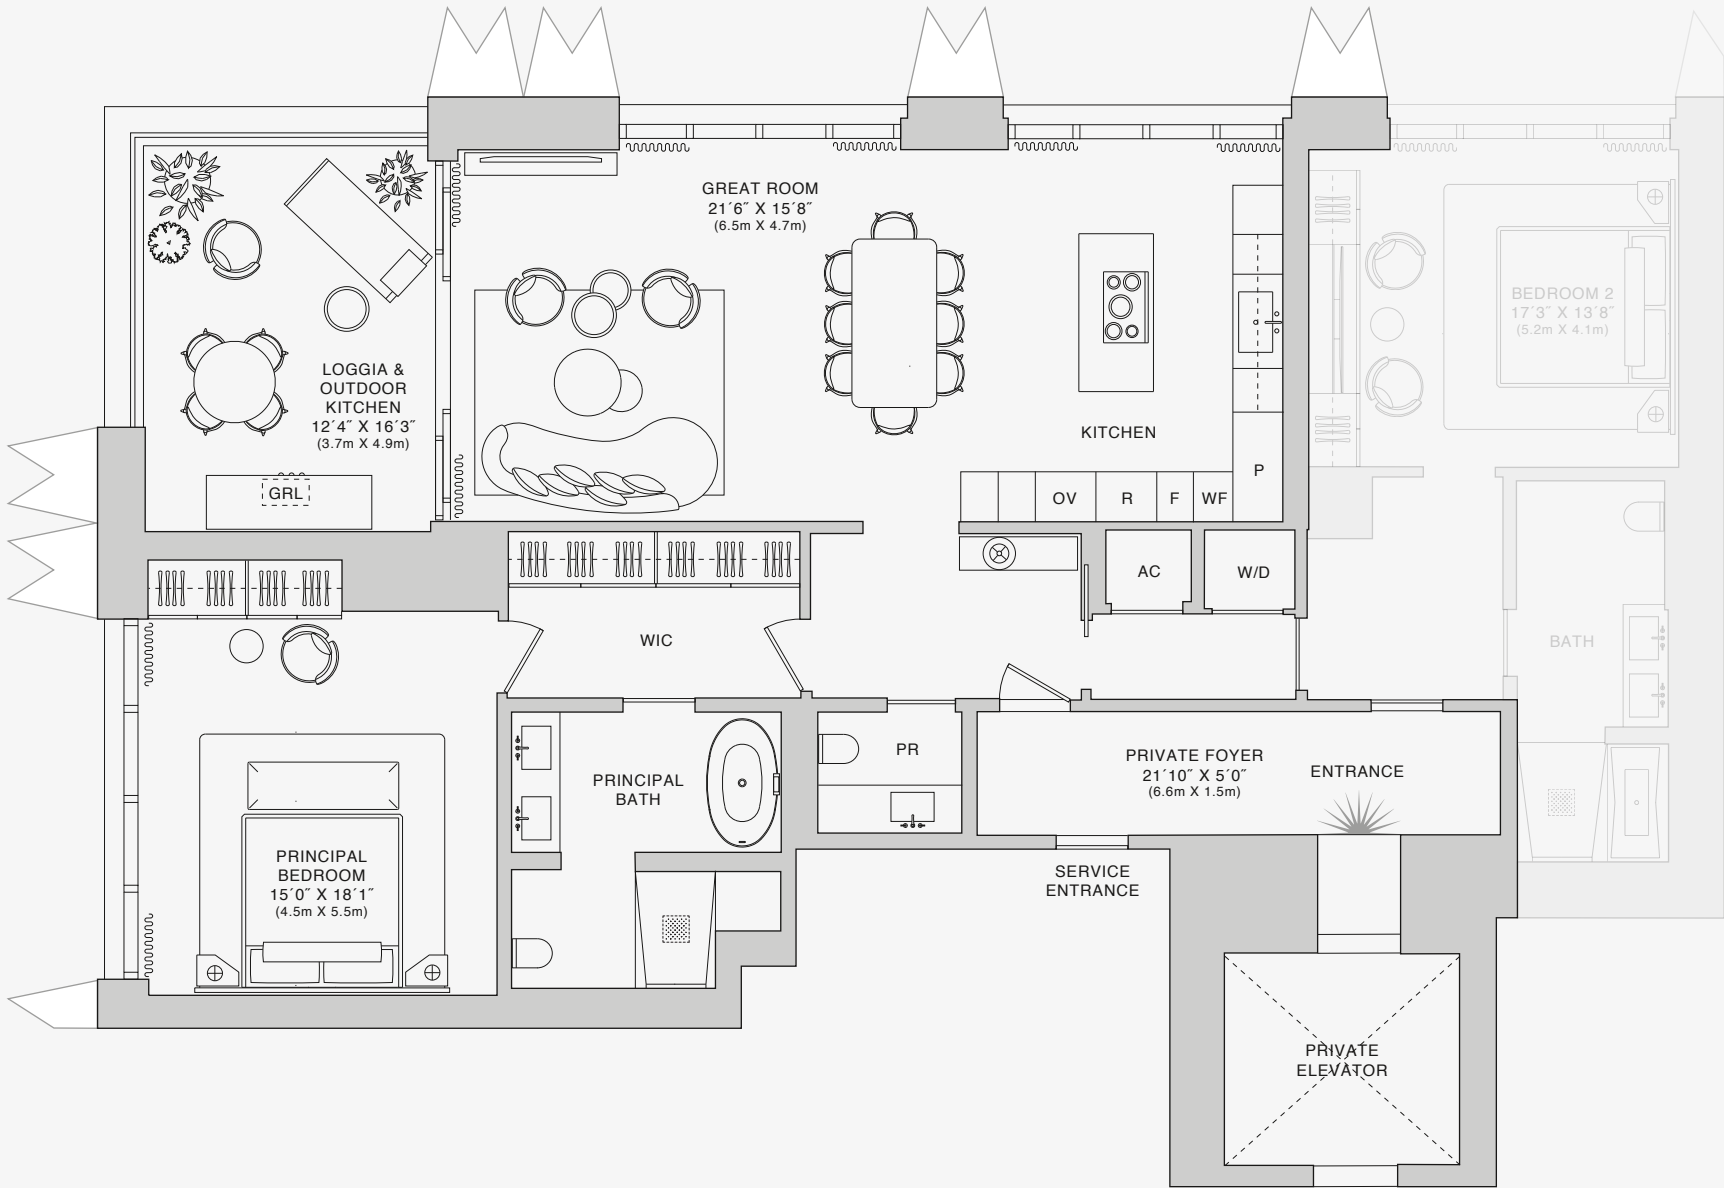 GREAT ROOM
21´6˝ X 15´8˝
(6.5m X 4.7m)
LOGGIA &
OUTDOOR
KITCHEN
12´4˝ X 16´3˝
(3.7m X 4.9m)
GRL
KITCHEN
OV
R
F
WF
P
BEDROOM 2
17´3˝ X 13´8˝
(5.2m X 4.1m)
AC
W/D
WIC
BATH
PRINCIPAL
BATH
PR
PRIVATE FOYER
21´10˝ X 5´0˝
(6.6m X 1.5m)
ENTRANCE
PRINCIPAL
BEDROOM
15´0˝ X 18´1˝
(4.5m X 5.5m)
SERVICE
ENTRANCE
PRIVATE
ELEVATOR